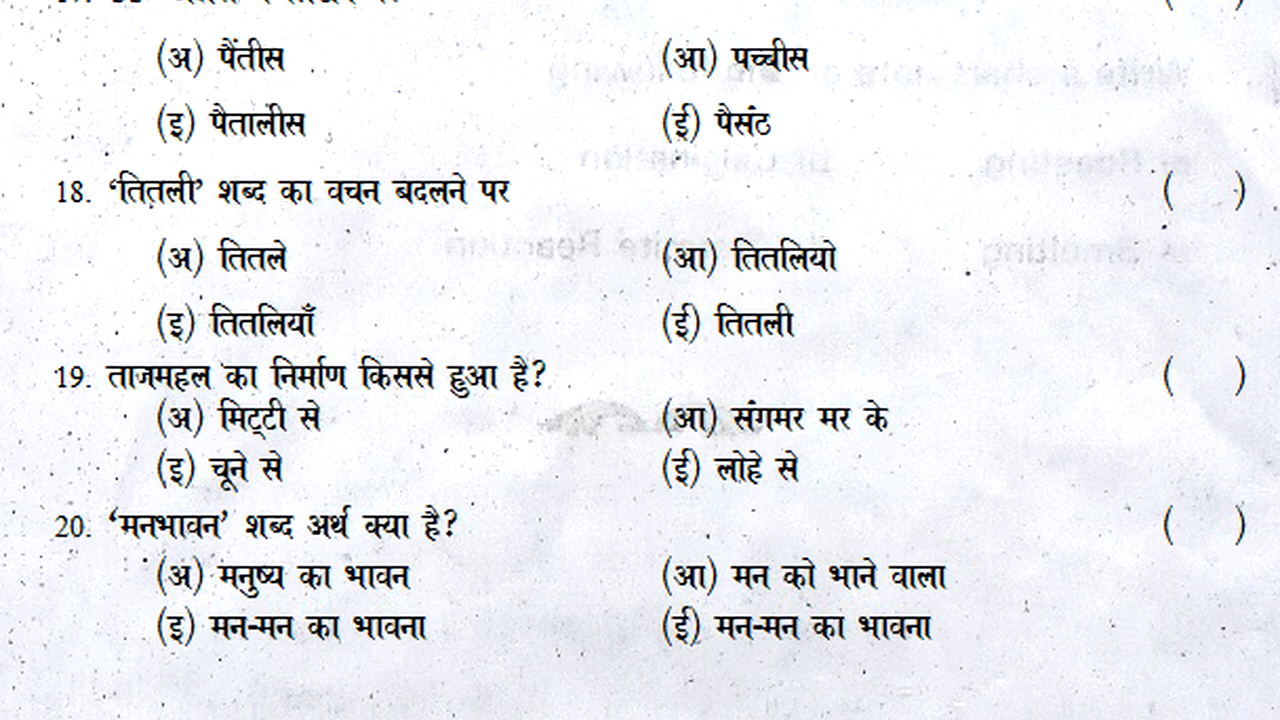 (अ) पैंतीस (आ) पच्चीस
(इ) पैतालीस (ई) पैसंठ
18. ‘तितली’ शब्द का वचन बदलने पर ( )
(अ) तितले (आ) तितलियो
(इ) तितलियाँ (ई) तितली
19. ताजमहल का निर्माण किससे हुआ है? ( )
(अ) मिट्टी से (आ) संगमर मर के
(इ) चूने से (ई) लोहे से
20. ‘मनभावन’ शब्द अर्थ क्या है? ( )
(अ) मनुष्य का भावन (आ) मन को भाने वाला
(इ) मन-मन का भावना (ई) मन-मन का भावना